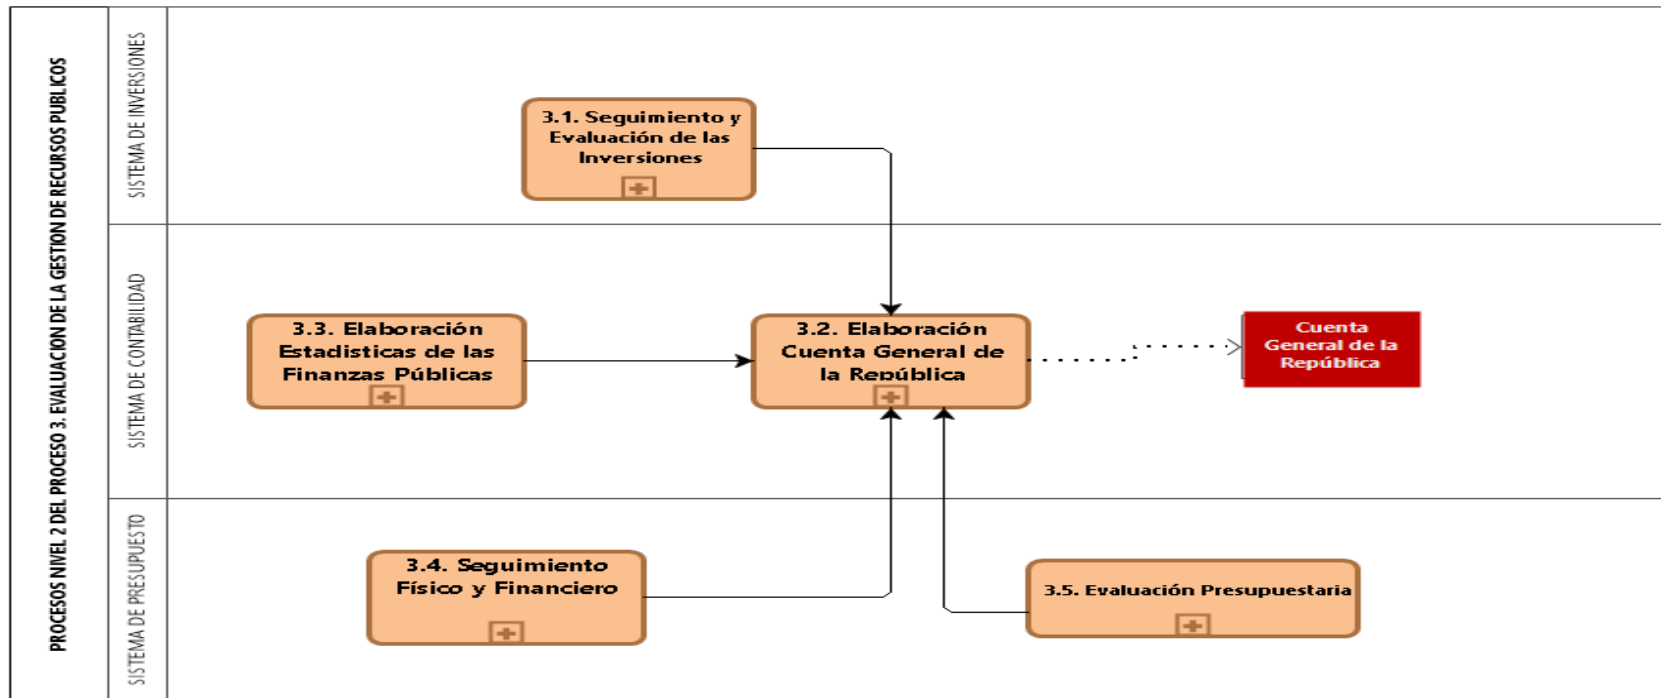 PROCESOS NIVEL 2 DEL PROCESO 3. EVALUACION DE LA GESTION DE RECURSOS PUBLICOS
SISTEMA DE INVERSIONES
3.1. Seguimiento y
Evaluación de las
Inversiones
SISTEMA DE CONTABILIDAD
3.3. Elaboración
Estadisticas de las
Finanzas Públicas
3.2. Elaboración
Cuenta General de
la República
Cuenta
General de la
República
SISTEMA DE PRESUPUESTO
3.4. Seguimiento
Físico y Financiero
3.5. Evaluación Presupuestaria